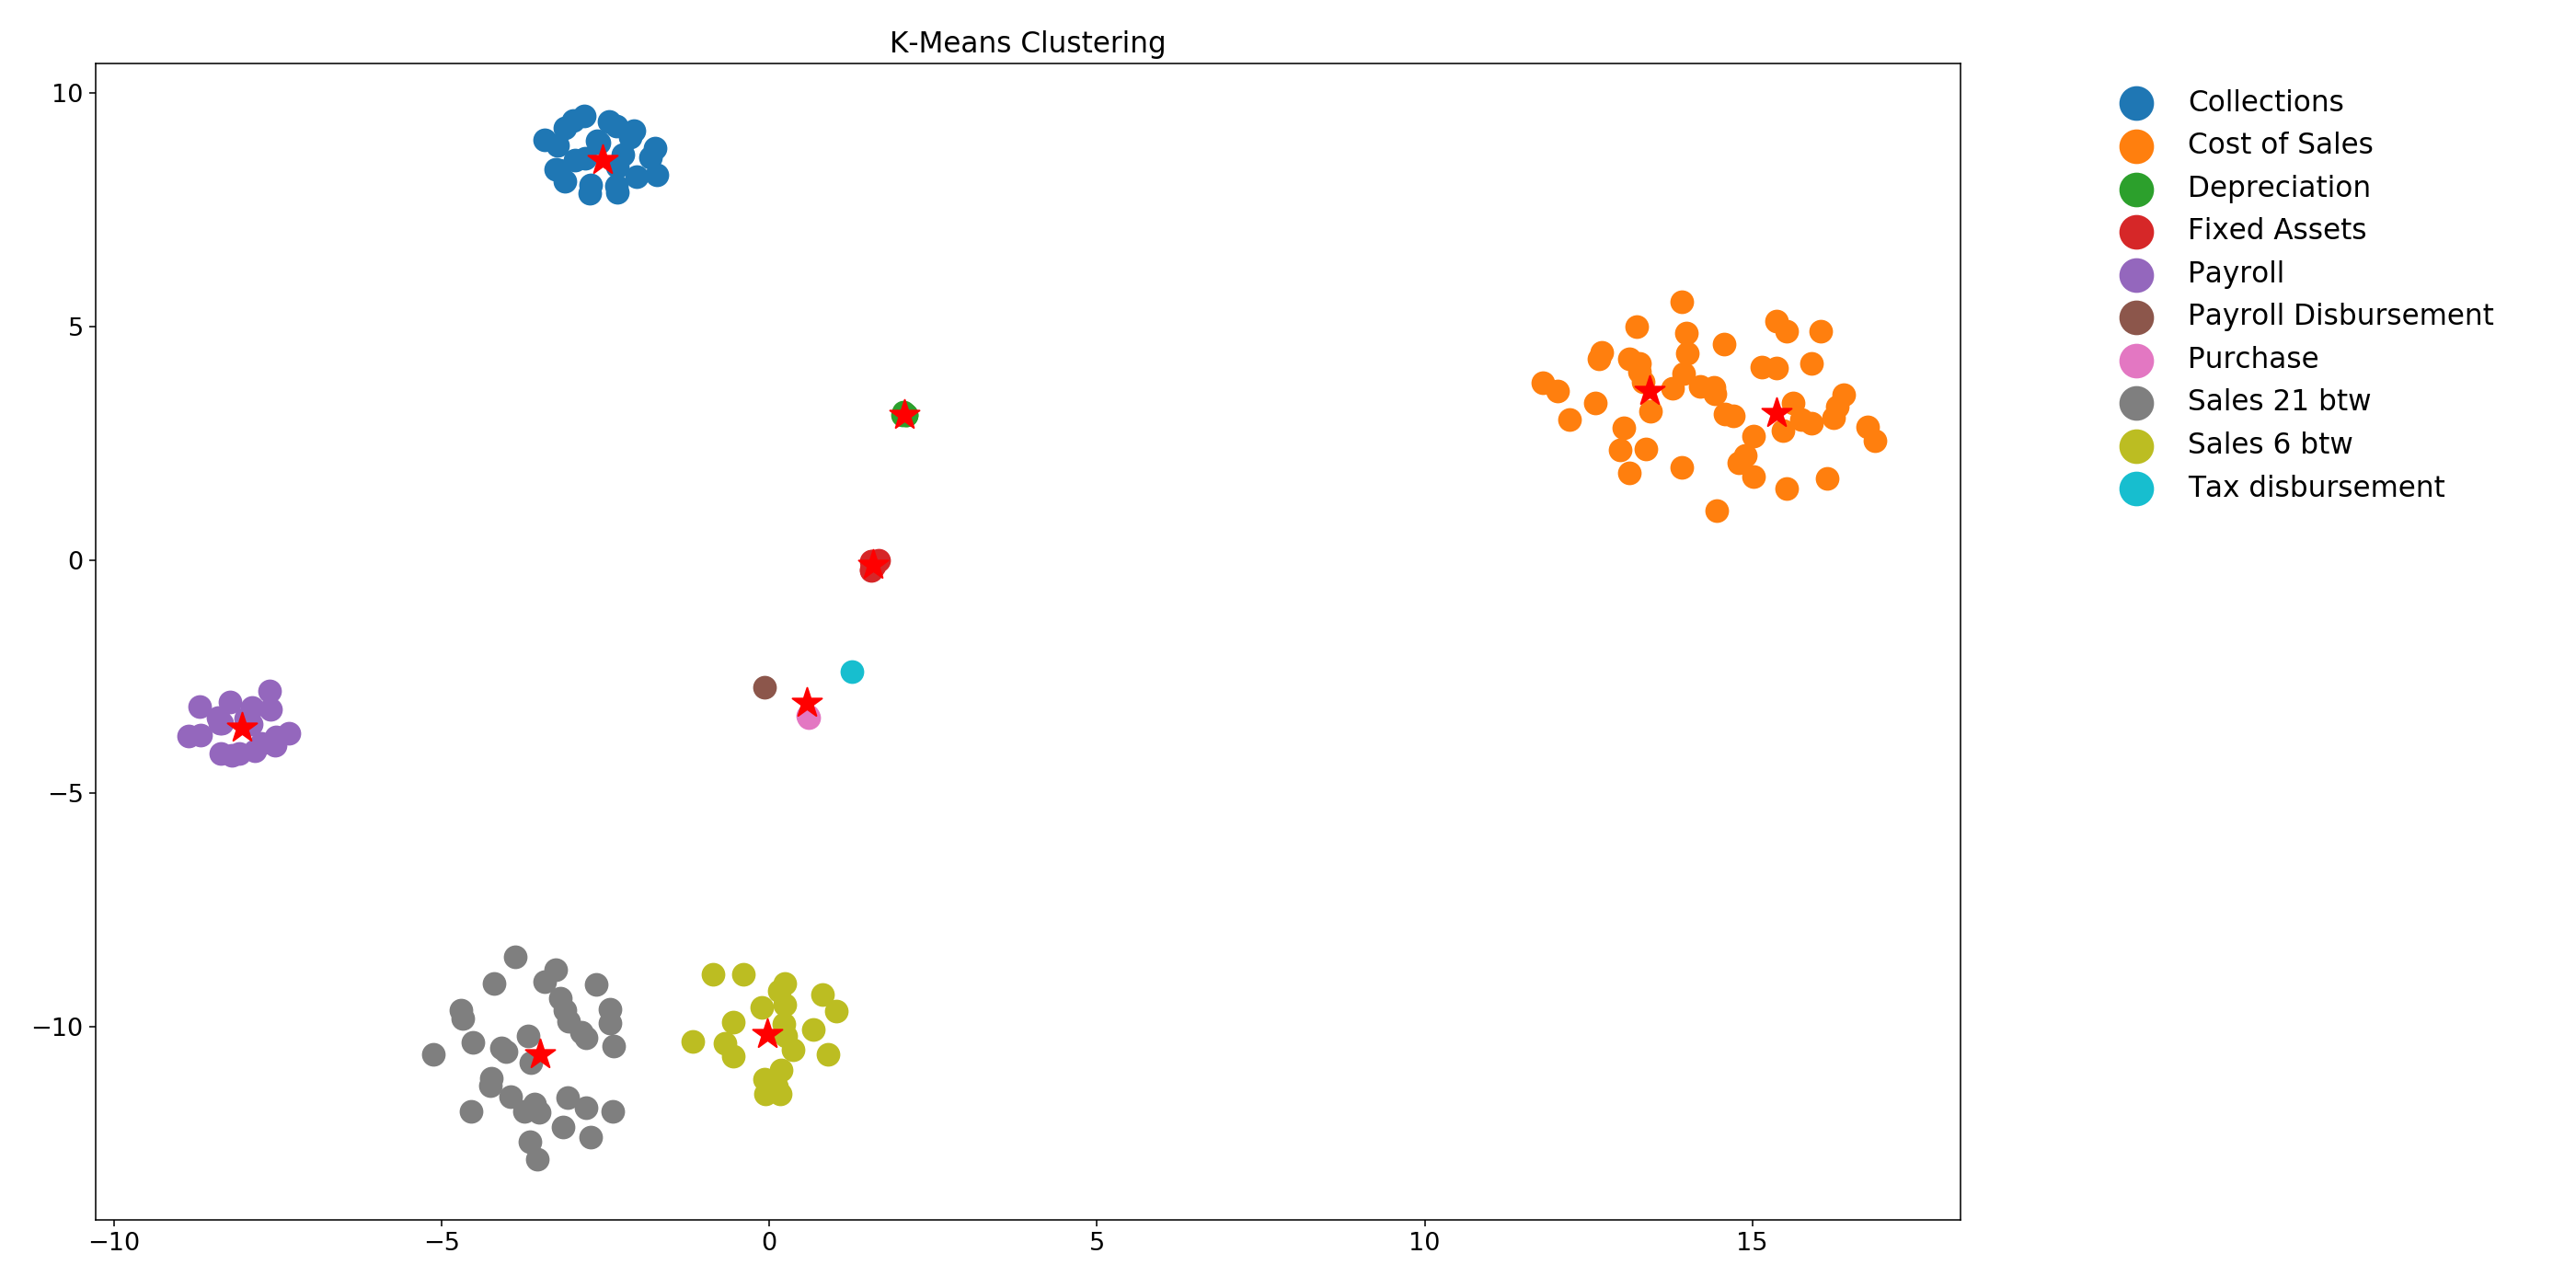 K-Means Clustering
10
5
0
−5
−10
−10 −5 0 5 10 15
Collections
Cost of Sales
Depreciation
Fixed Assets
Payroll
Payroll Disbursement
Purchase
Sales 21 btw
Sales 6 btw
Tax disbursement